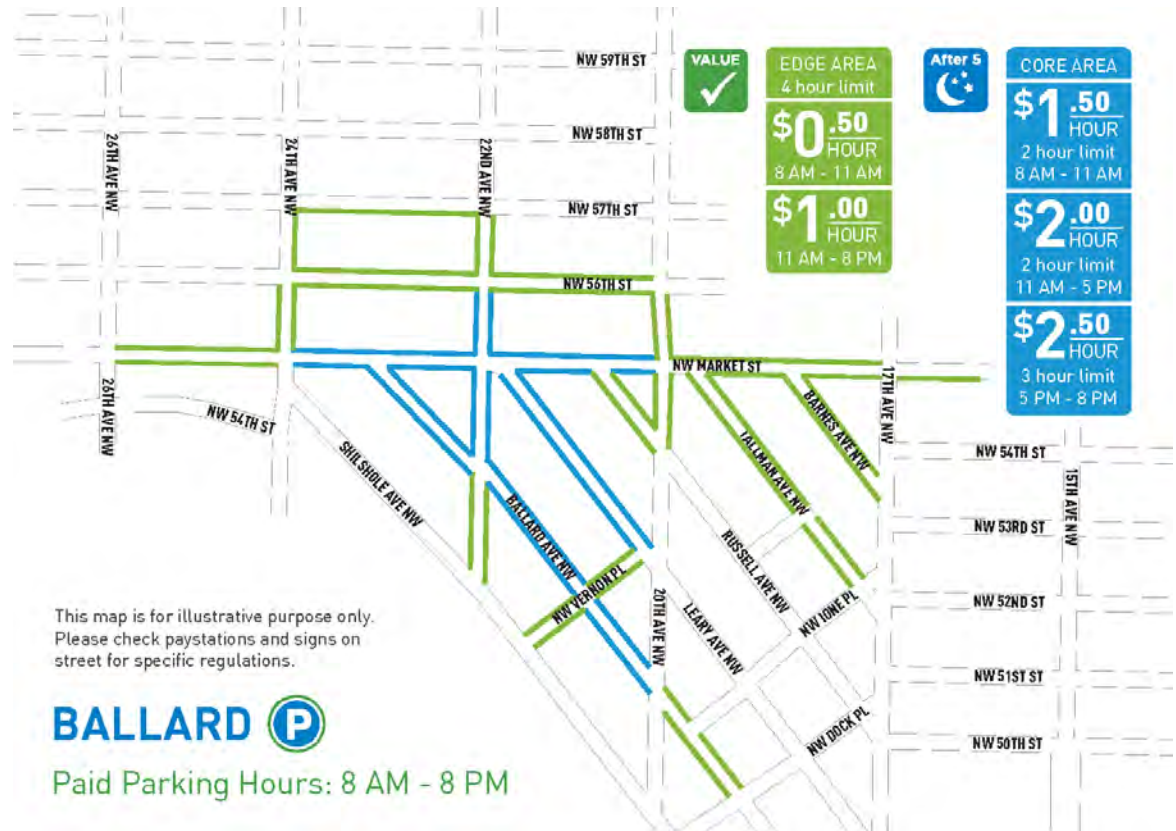 NW 59TH ST
NW 58TH ST
26TH AVE NW
24TH AVE NW
22ND AVE NW
NW 57TH ST
NW 56TH ST
VALUE
EDGE AREA
4 hour limit
$0.50
HOUR
8 AM - 11 AM
$1.00
HOUR
11 AM - 8 PM
After 5
CORE AREA
$1.50
HOUR
2 hour limit
8 AM - 11 AM
$2.00
HOUR
2 hour limit
11 AM - 5 PM
$2.50
HOUR
3 hour limit
5 PM - 8 PM
NW MARKET ST
17TH AVE NW
26TH AVE NW
NW 54TH ST
BARNES AVE NW
TALLMAN AVE NW
SHILSHOLE AVE NW
BALLARD AVE NW
NW 54TH ST
15TH AVE NW
NW 53RD ST
RUSSELL AVE NW
NW VERNON PL
20TH AVE NW
LEARY AVE NW
NW IONE PL
NW 52ND ST
NW 51ST ST
NW DOCK PL
NW 50TH ST
This map is for illustrative purpose only.
Please check paystations and signs on
street for specific regulations.
BALLARD P
Paid Parking Hours: 8 AM - 8 PM